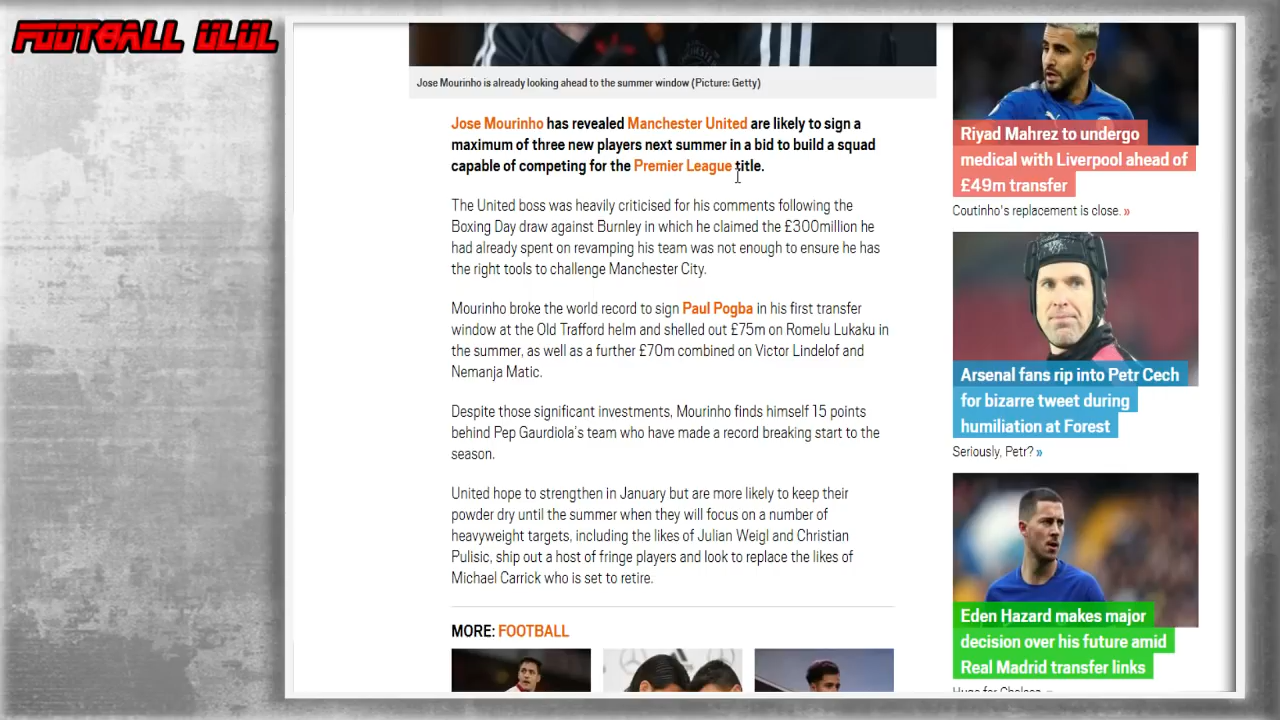 FOOTBALL ULUL
Jose Mourinho is already looking ahead to the summer window (Picture: Getty)
Jose Mourinho has revealed Manchester United are likely to sign a
maximum of three new players next summer in a bid to build a squad
capable of competing for the Premier League title.
The United boss was heavily criticised for his comments following the
Boxing Day draw against Burnley in which he claimed the £300million he
had already spent on revamping his team was not enough to ensure he has
the right tools to challenge Manchester City.
Mourinho broke the world record to sign Paul Pogba in his first transfer
window at the Old Trafford helm and shelled out £75m on Romelu Lukaku in
the summer, as well as a further £70m combined on Victor Lindelof and
Nemanja Matic.
Despite those significant investments, Mourinho finds himself 15 points
behind Pep Gaurdiola's team who have made a record breaking start to the
season.
United hope to strengthen in January but are more likely to keep their
powder dry until the summer when they will focus on a number of
heavyweight targets, including the likes of Julian Weigl and Christian
Pulisic, ship out a host of fringe players and look to replace the likes of
Michael Carrick who is set to retire.
MORE: FOOTBALL
Riyad Mahrez to undergo
medical with Liverpool ahead of
£49m transfer
Coutinho's replacement is close. »
Arsenal fans rip into Petr Cech
for bizarre tweet during
humiliation at Forest
Seriously, Petr? »
Eden Hazard makes major
decision over his future amid
Real Madrid transfer links